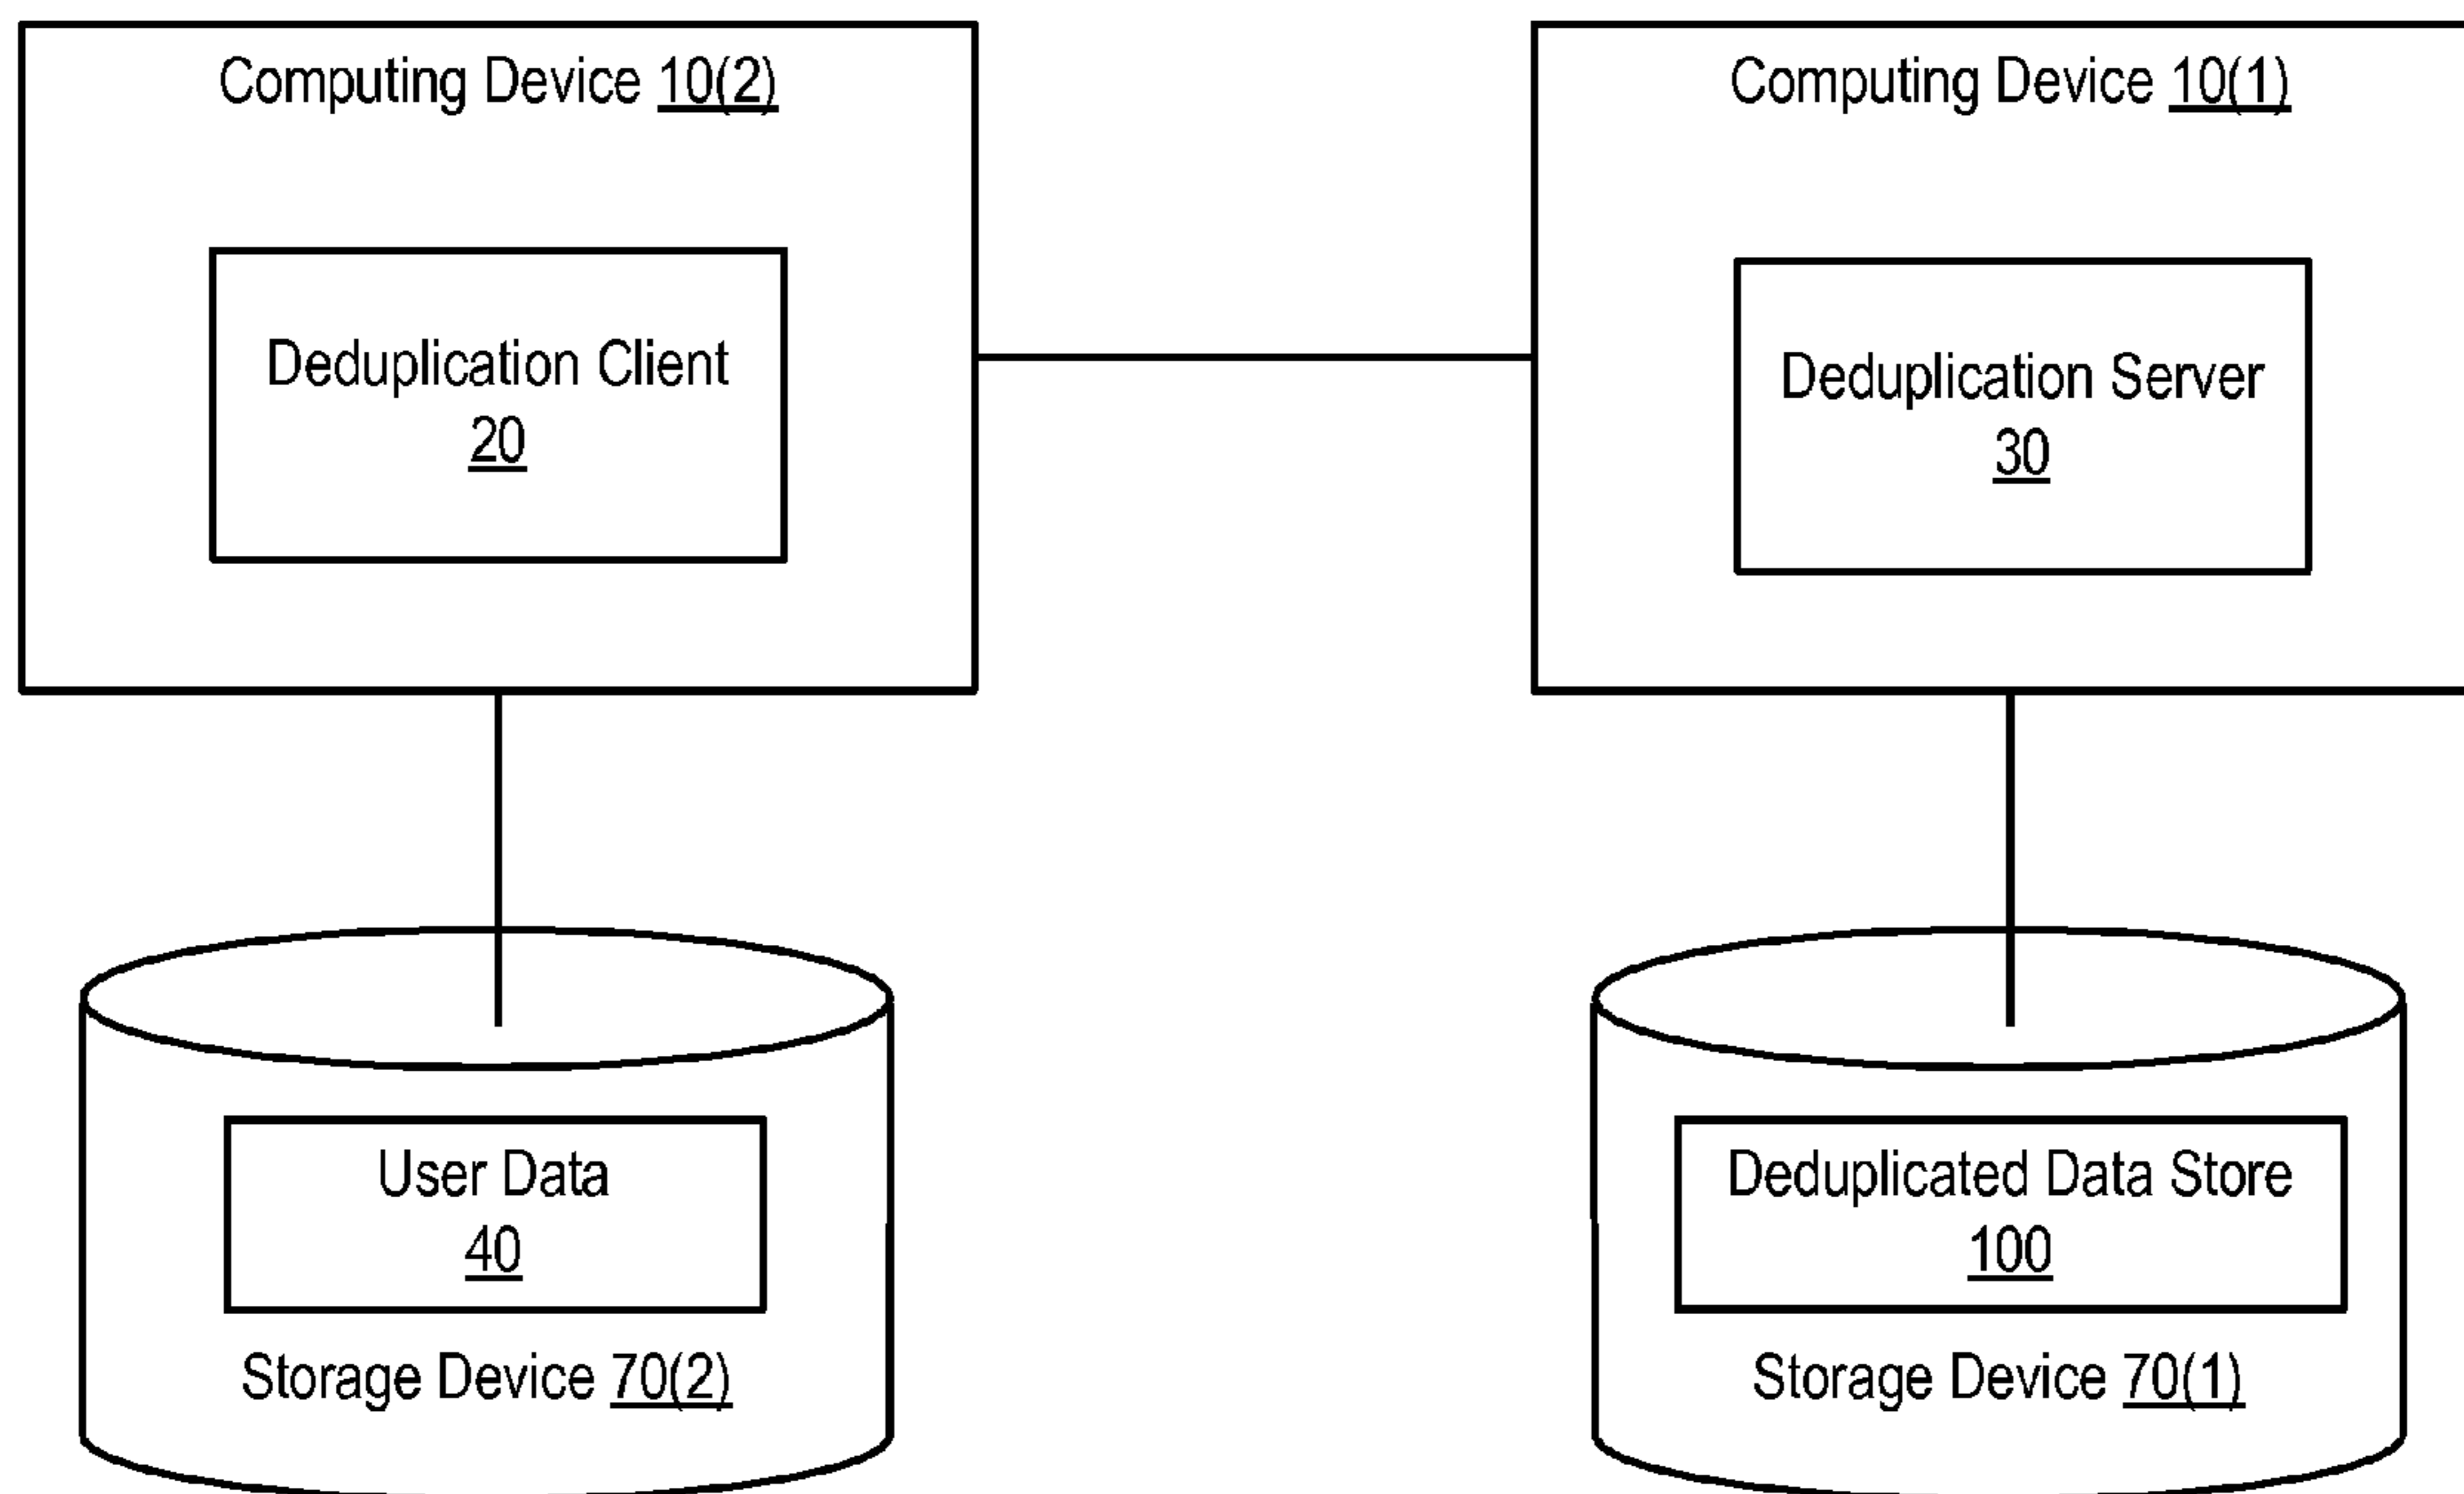 Computing Device 10(2)
Computing Device 10(1)
Deduplication Client
20
Deduplication Server
30
User Data
40
Storage Device 70(2)
Deduplicated Data Store
100
Storage Device 70(1)